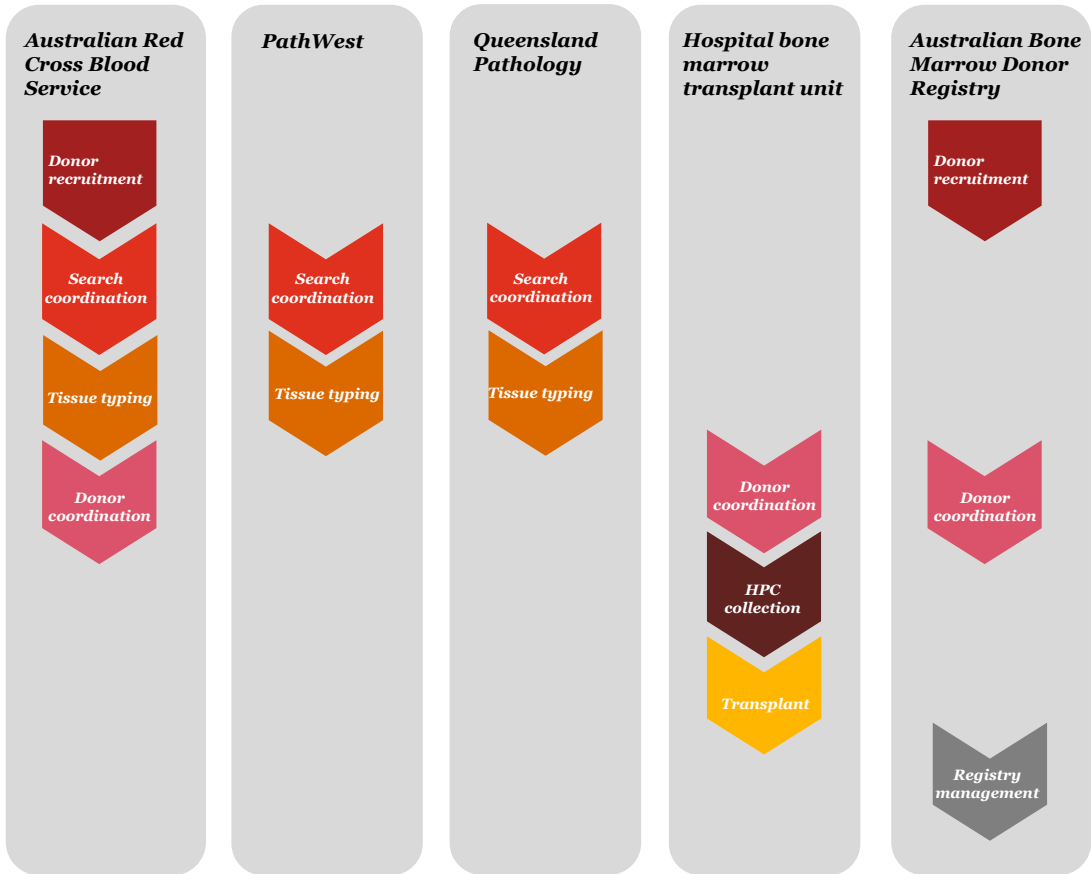 Australian Red
Cross Blood
Service
Donor
recruitment
Search
coordination
Tissue typing
Donor
coordination
PathWest
Search
coordination
Tissue typing
Queensland
Pathology
Search
coordination
Tissue typing
Hospital bone
marrow
transplant unit
Donor
coordination
HPC
collection
Transplant
Australian Bone
Marrow Donor
Registry
Donor
recruitment
Donor
coordination
Registry
management